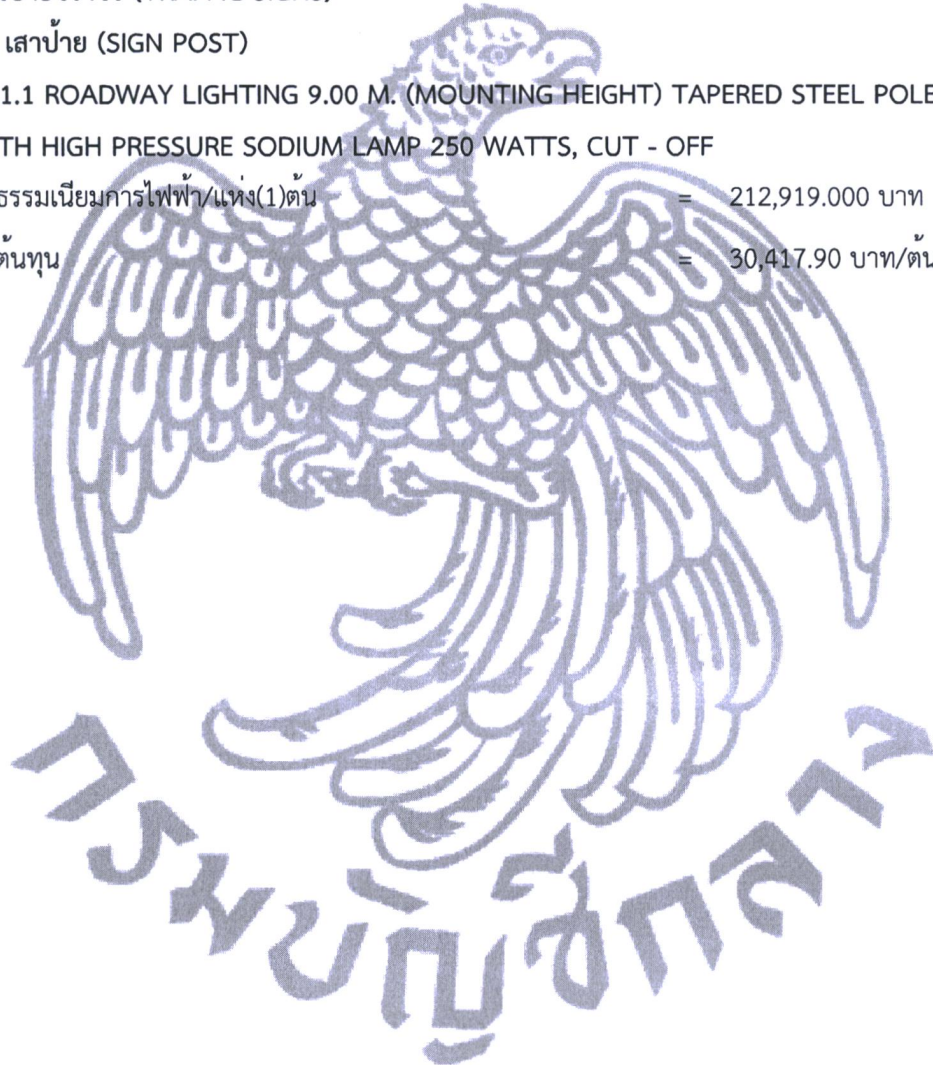 เสาป้าย (SIGN POST)
1.1 ROADWAY LIGHTING 9.00 M. (MOUNTING HEIGHT) TAPERED STEEL POLE
TH HIGH PRESSURE SODIUM LAMP 250 WATTS, CUT - OFF
ธรรมเนียมการไฟฟ้า/แห่ง(1)ต้น = 212,919.000 บาท
ต้นทุน = 30,417.90 บาท/ต้น
กรมบัญชีกลาง